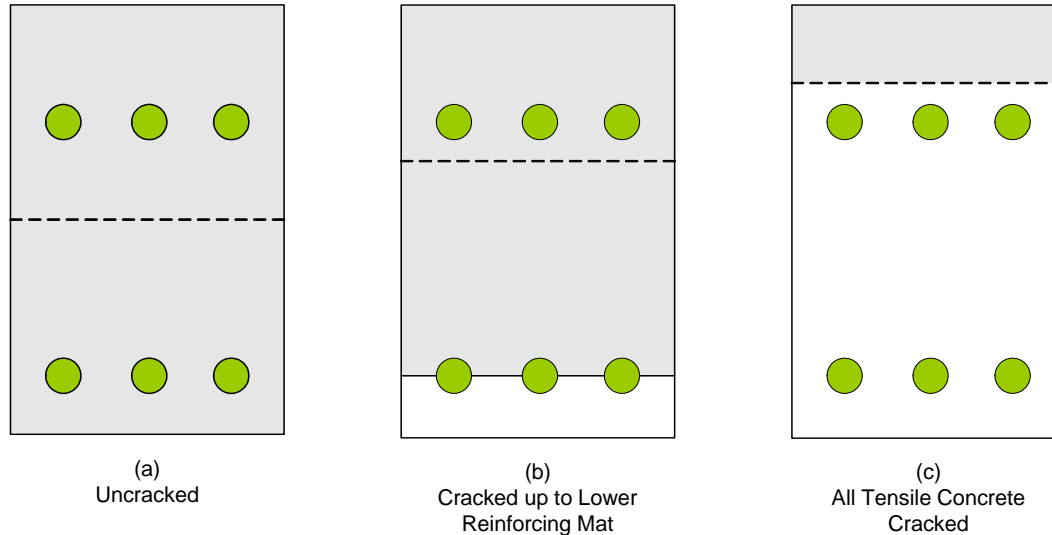 (a)
Uncracked
(b)
Cracked up to Lower
Reinforcing Mat
(c)
All Tensile Concrete
Cracked